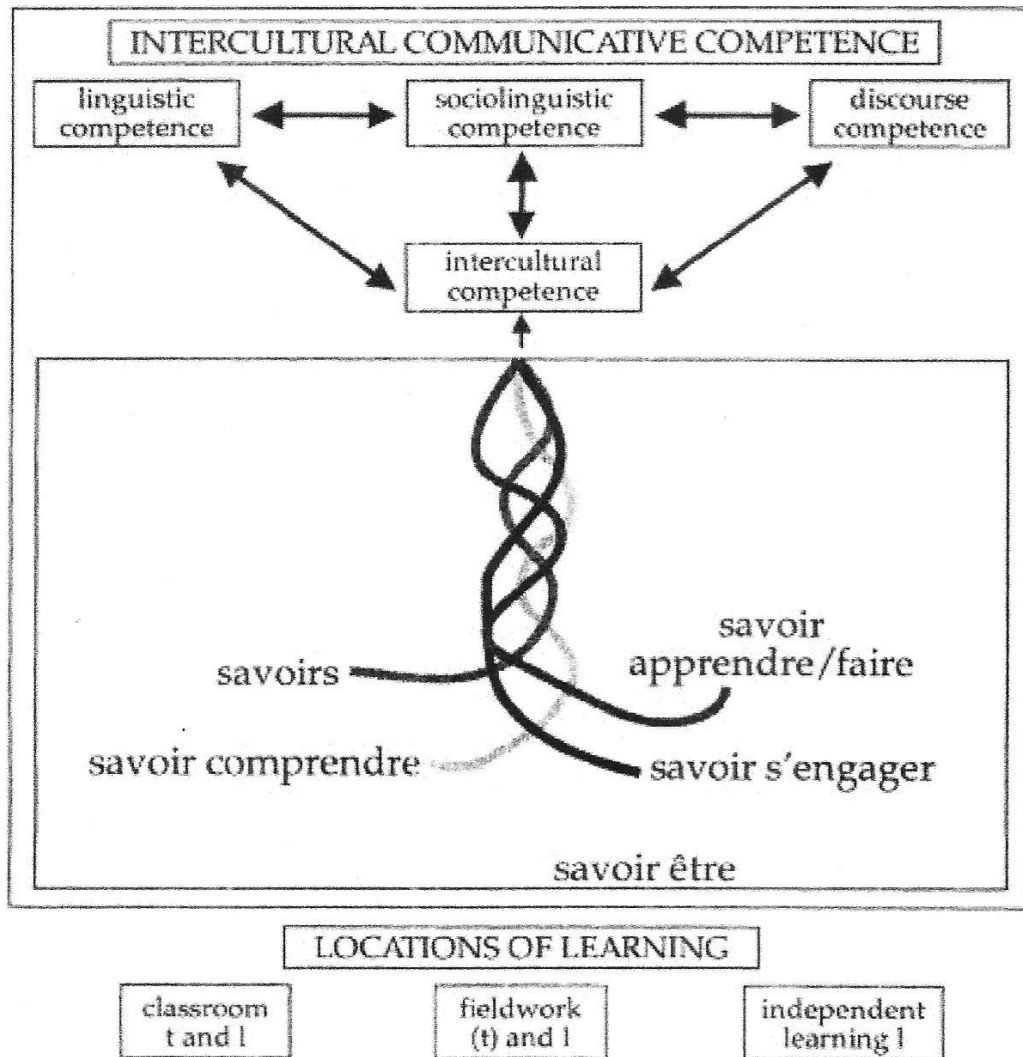 INTERCULTURAL COMMUNICATIVE COMPETENCE
linguistic
competence
sociolinguistic
competence
discourse
competence
intercultural
competence
savoirs
savoir
apprendre/faire
savoir comprendre
savoir s'engager
savoir être
LOCATIONS OF LEARNING
classroom
t and l
fieldwork
(t) and l
independent
learning l